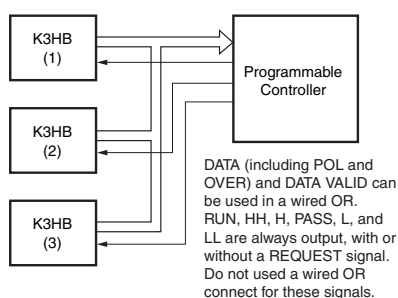 K3HB
(1)
Programmable
Controller
K3HB
(2)
K3HB
(3)
DATA (including POL and
OVER) and DATA VALID can
be used in a wired OR.
RUN, HH, H, PASS, L, and
LL are always output, with or
without a REQUEST signal.
Do not used a wired OR
connect for these signals.